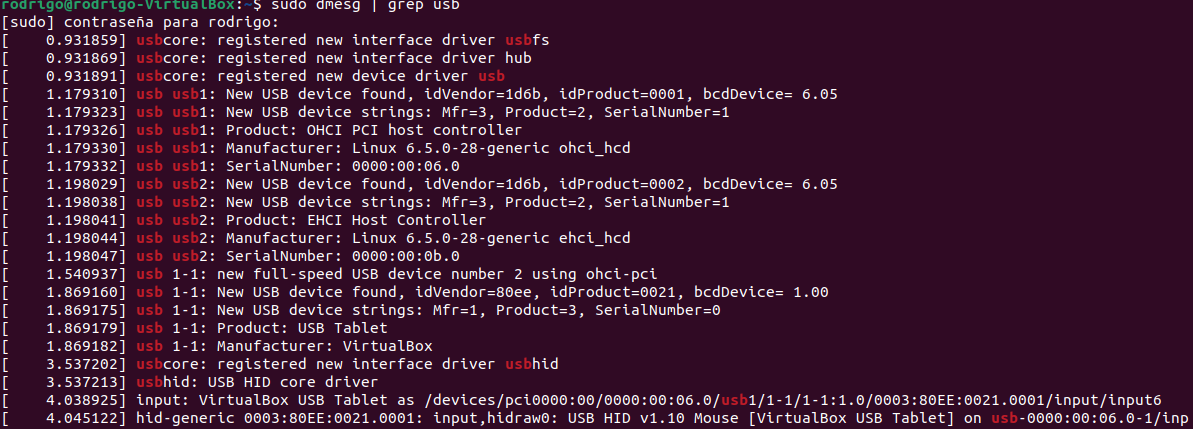 rodrigo@rodrigo-VirtualBox:~$ sudo dmesg | grep usb
[sudo] contraseña para rodrigo:
[    0.931859] usbcore: registered new interface driver usbfs
[    0.931869] usbcore: registered new interface driver hub
[    0.931891] usbcore: registered new device driver usb
[    1.179310] usb usb1: New USB device found, idVendor=1d6b, idProduct=0001, bcdDevice= 6.05
[    1.179323] usb usb1: New USB device strings: Mfr=3, Product=2, SerialNumber=1
[    1.179326] usb usb1: Product: OHCI PCI host controller
[    1.179330] usb usb1: Manufacturer: Linux 6.5.0-28-generic ohci_hcd
[    1.179332] usb usb1: SerialNumber: 0000:00:06.0
[    1.198029] usb usb2: New USB device found, idVendor=1d6b, idProduct=0002, bcdDevice= 6.05
[    1.198038] usb usb2: New USB device strings: Mfr=3, Product=2, SerialNumber=1
[    1.198041] usb usb2: Product: EHCI Host Controller
[    1.198044] usb usb2: Manufacturer: Linux 6.5.0-28-generic ehci_hcd
[    1.198047] usb usb2: SerialNumber: 0000:00:0b.0
[    1.540937] usb 1-1: new full-speed USB device number 2 using ohci-pci
[    1.869160] usb 1-1: New USB device found, idVendor=80ee, idProduct=0021, bcdDevice= 1.00
[    1.869175] usb 1-1: New USB device strings: Mfr=1, Product=3, SerialNumber=0
[    1.869179] usb 1-1: Product: USB Tablet
[    1.869182] usb 1-1: Manufacturer: VirtualBox
[    3.537202] usbcore: registered new interface driver usbhid
[    3.537213] usbhid: USB HID core driver
[    4.038925] input: VirtualBox USB Tablet as /devices/pci0000:00/0000:00:06.0/usb1/1-1/1-1:1.0/0003:80EE:0021.0001/input/input6
[    4.045122] hid-generic 0003:80EE:0021.0001: input,hidraw0: USB HID v1.10 Mouse [VirtualBox USB Tablet] on usb-0000:00:06.0-1/inp